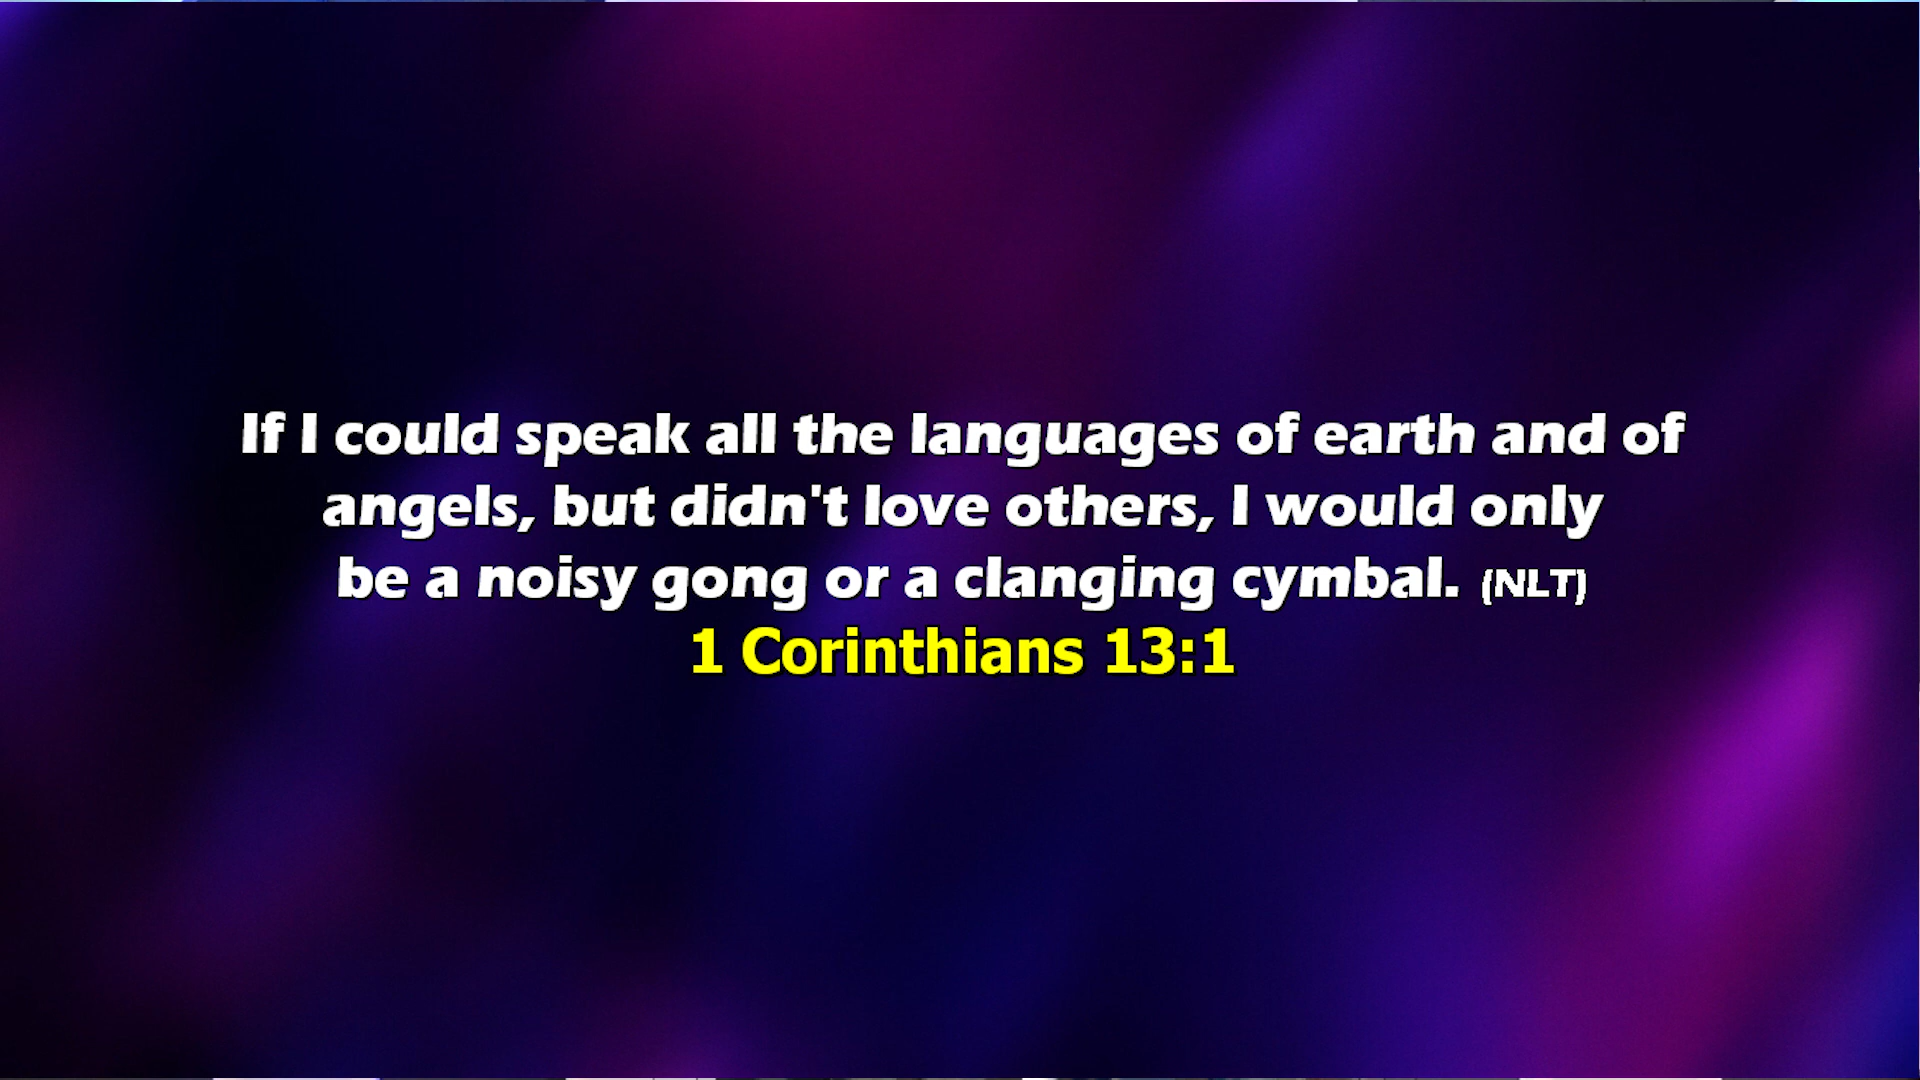 If I could speak all the languages of earth and of
angels, but didn't love others, I would only
be a noisy gong or a clanging cymbal. (NLT)
1 Corinthians 13:1